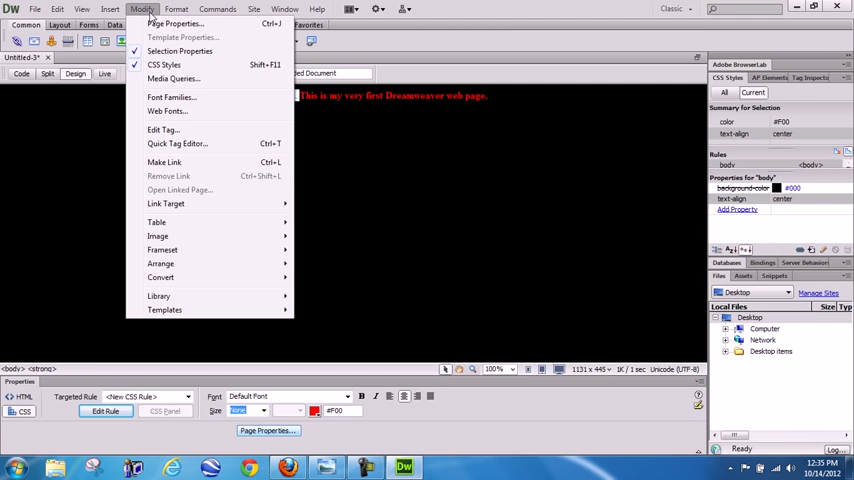 Dw File Edit View Insert Modify Format Commands Site Window Help Classic
Common Layout Forms Data Favorites
Untitled-3*
Code Split Design Live
This is my very first Dreamweaver web page.
Page Properties... Ctrl+J
Template Properties...
Selection Properties
CSS Styles Shift+F11
Media Queries...
Font Families...
Web Fonts...
Edit Tag...
Quick Tag Editor... Ctrl+T
Make Link Ctrl+L
Remove Link Ctrl+Shift+L
Open Linked Page...
Link Target
Table
Image
Frameset
Arrange
Convert
Library
Templates
Adobe BrowserLab
CSS Styles AP Elements Tag Inspecto
All Current
Summary for Selection
color #F00
text-align center
Rules
body <body>
Properties for "body"
background-color #000
text-align center
Add Property
Databases Bindings Server Behavior
Files Assets Snippets
Desktop Manage Sites
Local Files Size Ty
Desktop
Computer
Network
Desktop items
Log...
<body> <strong> 100% 1131 x 445 1K / 1 sec Unicode (UTF-8)
Properties
HTML Targeted Rule <New CSS Rule> Font Default Font B I
CSS Edit Rule CSS Panel Size None #F00
Page Properties...
Dw
12:35 PM
10/14/2012